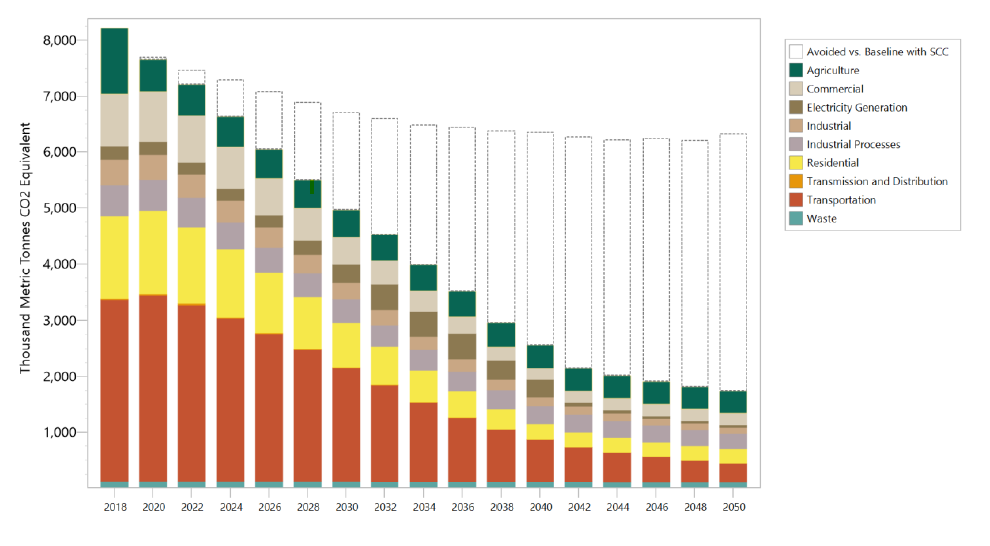 Thousand Metric Tonnes CO2 Equivalent
8,000
7,000
6,000
5,000
4,000
3,000
2,000
1,000
2018 2020 2022 2024 2026 2028 2030 2032 2034 2036 2038 2040 2042 2044 2046 2048 2050
Avoided vs. Baseline with SCC
Agriculture
Commercial
Electricity Generation
Industrial
Industrial Processes
Residential
Transmission and Distribution
Transportation
Waste